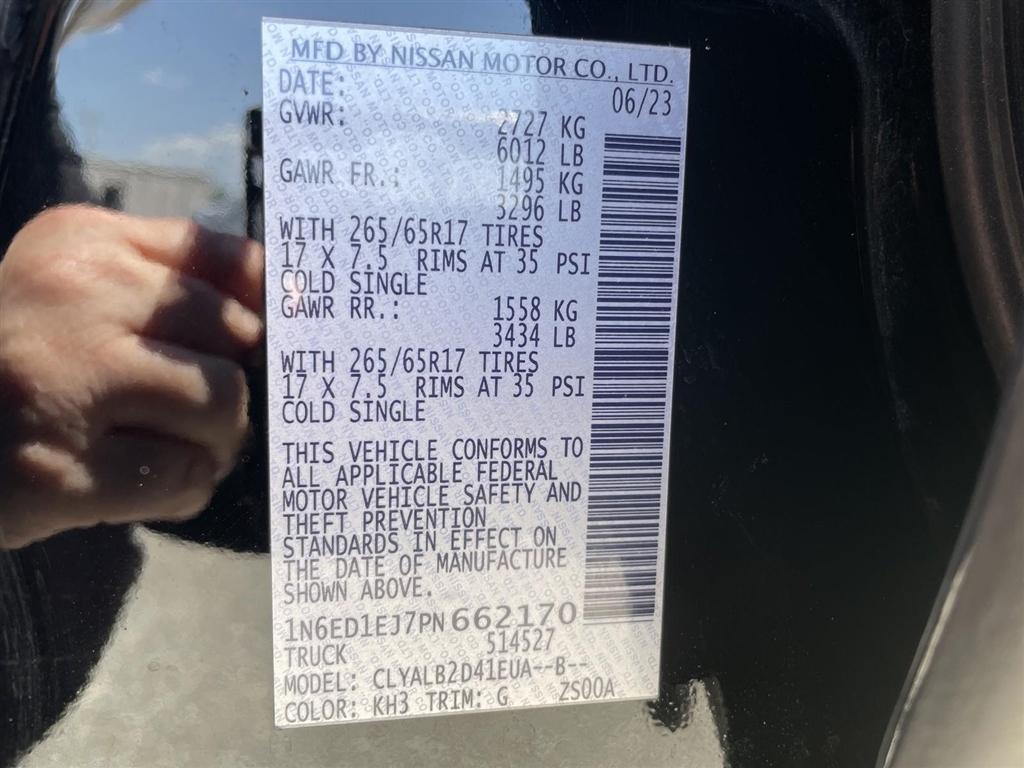 MFD BY NISSAN MOTOR CO., LTD.
DATE: 06/23
GVWR: 2727 KG
6012 LB
GAWR FR.: 1495 KG
3296 LB
WITH 265/65R17 TIRES
17 X 7.5 RIMS AT 35 PSI
COLD SINGLE
GAWR RR.: 1558 KG
3434 LB
WITH 265/65R17 TIRES
17 X 7.5 RIMS AT 35 PSI
COLD SINGLE
THIS VEHICLE CONFORMS TO
ALL APPLICABLE FEDERAL
MOTOR VEHICLE SAFETY AND
THEFT PREVENTION
STANDARDS IN EFFECT ON
THE DATE OF MANUFACTURE
SHOWN ABOVE.
1N6ED1EJ7PN662170
TRUCK 514527
MODEL: CLYALB2D41EUA--B--
COLOR: KH3 TRIM: G ZS00A